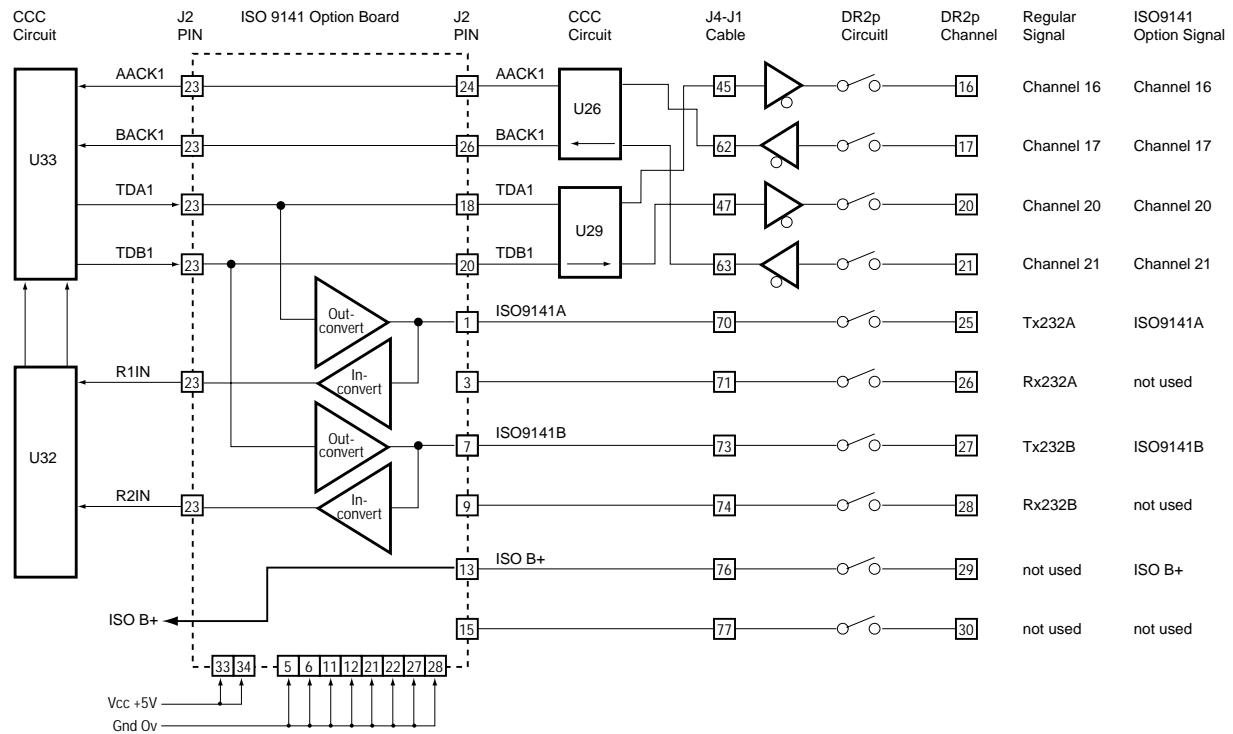 CCC Circuit J2 PIN ISO 9141 Option Board J2 PIN CCC Circuit J4-J1 Cable DR2p Circuitl DR2p Channel Regular Signal ISO9141 Option Signal
AACK1 23 24 AACK1 45 16 Channel 16 Channel 16
U26
BACK1 23 26 BACK1 62 17 Channel 17 Channel 17
U33
TDA1 23 18 TDA1 47 20 Channel 20 Channel 20
U29
TDB1 23 20 TDB1 63 21 Channel 21 Channel 21
Out-convert 1 ISO9141A 70 25 Tx232A ISO9141A
R1IN 23 In-convert 3 71 26 Rx232A not used
Out-convert 7 ISO9141B 73 27 Tx232B ISO9141B
U32
R2IN 23 In-convert 9 74 28 Rx232B not used
13 ISO B+ 76 29 not used ISO B+
ISO B+ 15 77 30 not used not used
33 34 5 6 11 12 21 22 27 28
Vcc +5V
Gnd Ov